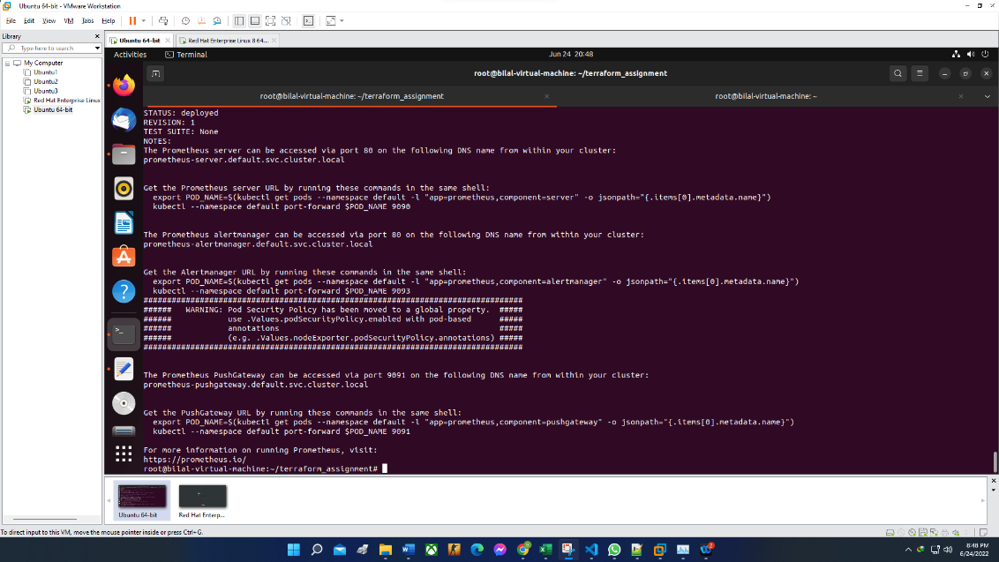 Ubuntu 64-bit - VMware Workstation
File Edit View VM Tabs Help
Library
Type here to search
My Computer
Ubuntu1
Ubuntu2
Ubuntu3
Red Hat Enterprise Linux
Ubuntu 64-bit
Ubuntu 64-bit
Red Hat Enterprise Linux 8 64...
Activities
Terminal
Jun 24 20:48
root@bilal-virtual-machine: ~/terraform_assignment
root@bilal-virtual-machine: ~/terraform_assignment
root@bilal-virtual-machine: ~
STATUS: deployed
REVISION: 1
TEST SUITE: None
NOTES:
The Prometheus server can be accessed via port 80 on the following DNS name from within your cluster:
prometheus-server.default.svc.cluster.local
Get the Prometheus server URL by running these commands in the same shell:
export POD_NAME=$(kubectl get pods --namespace default -l "app=prometheus,component=server" -o jsonpath="{.items[0].metadata.name}")
kubectl --namespace default port-forward $POD_NAME 9090
The Prometheus alertmanager can be accessed via port 80 on the following DNS name from within your cluster:
prometheus-alertmanager.default.svc.cluster.local
Get the Alertmanager URL by running these commands in the same shell:
export POD_NAME=$(kubectl get pods --namespace default -l "app=prometheus,component=alertmanager" -o jsonpath="{.items[0].metadata.name}")
kubectl --namespace default port-forward $POD_NAME 9093
#################################################################################
###### WARNING: Pod Security Policy has been moved to a global property. #####
###### use .Values.podSecurityPolicy.enabled with pod-based #####
###### annotations #####
###### (e.g. .Values.nodeExporter.podSecurityPolicy.annotations) #####
#################################################################################
The Prometheus PushGateway can be accessed via port 9091 on the following DNS name from within your cluster:
prometheus-pushgateway.default.svc.cluster.local
Get the PushGateway URL by running these commands in the same shell:
export POD_NAME=$(kubectl get pods --namespace default -l "app=prometheus,component=pushgateway" -o jsonpath="{.items[0].metadata.name}")
kubectl --namespace default port-forward $POD_NAME 9091
For more information on running Prometheus, visit:
https://prometheus.io/
root@bilal-virtual-machine:~/terraform_assignment#
Ubuntu 64-bit
Red Hat Enterp...
To direct input to this VM, move the mouse pointer inside or press Ctrl+G.
8:48 PM
6/24/2022